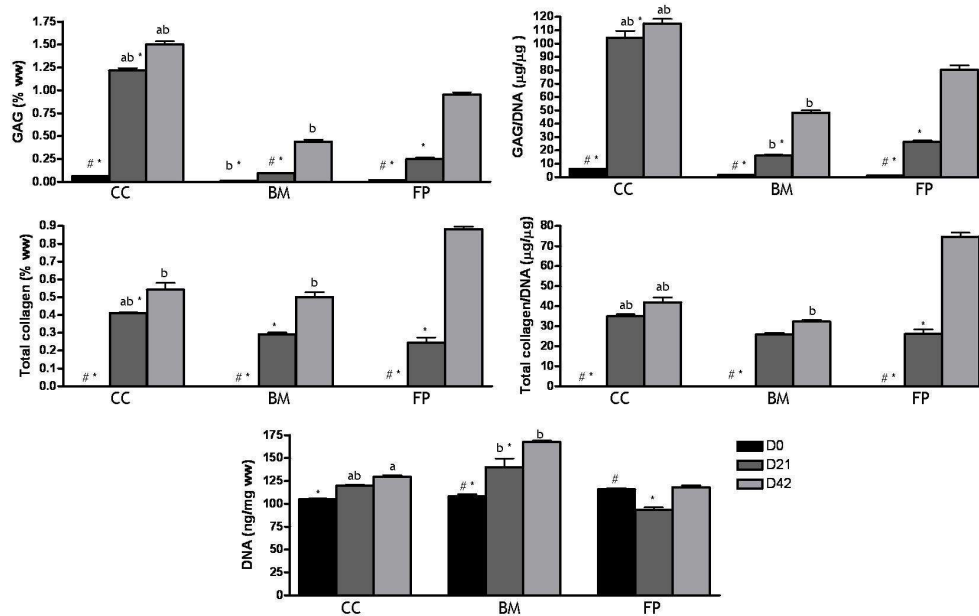 GAG (% ww)
1.75
1.50
1.25
1.00
0.75
0.50
0.25
0.00
# *
ab *
ab
b *
# *
b
# *
*
CC BM FP
GAG/DNA (µg/µg )
120
110
100
90
80
70
60
50
40
30
20
10
0
# *
ab *
ab
# *
b *
b
# *
*
CC BM FP
Total collagen (% ww)
0.9
0.8
0.7
0.6
0.5
0.4
0.3
0.2
0.1
0.0
# *
ab *
b
# *
*
b
# *
*
CC BM FP
Total collagen/DNA (µg/µg)
80
70
60
50
40
30
20
10
0
# *
ab
ab
# *
b
# *
*
CC BM FP
DNA (ng/mg ww)
175
150
125
100
75
50
25
0
*
ab
a
# *
b *
b
#
*
CC BM FP
D0
D21
D42